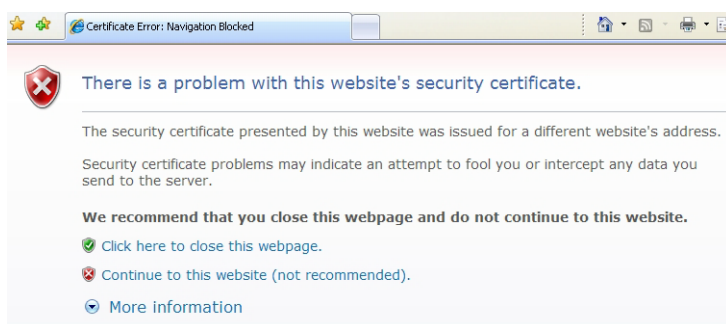 Certificate Error: Navigation Blocked
There is a problem with this website's security certificate.
The security certificate presented by this website was issued for a different website's address.
Security certificate problems may indicate an attempt to fool you or intercept any data you
send to the server.
We recommend that you close this webpage and do not continue to this website.
Click here to close this webpage.
Continue to this website (not recommended).
More information